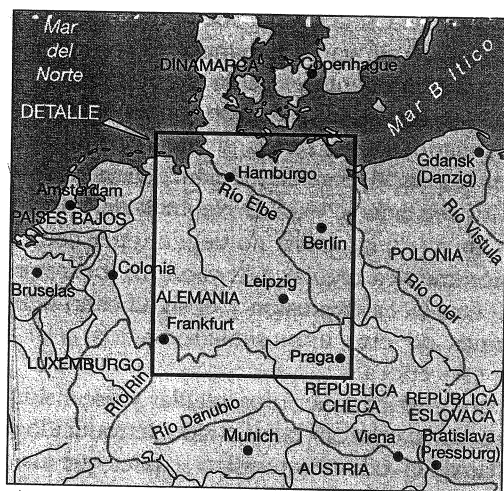 Mar
del
Norte
DINAMARCA
Copenhague
Mar B ltico
DETALLE
Gdansk
(Danzig)
Hamburgo
Amsterdam
PAÍSES BAJOS
Río Elbe
Río Vistula
Berlín
POLONIA
Colonia
Bruselas
Leipzig
ALEMANIA
Río Oder
Frankfurt
Praga
LUXEMBURGO
Río Rin
REPÚBLICA
CHECA
REPÚBLICA
ESLOVACA
Río Danubio
Munich
Viena
Bratislava
(Pressburg)
AUSTRIA